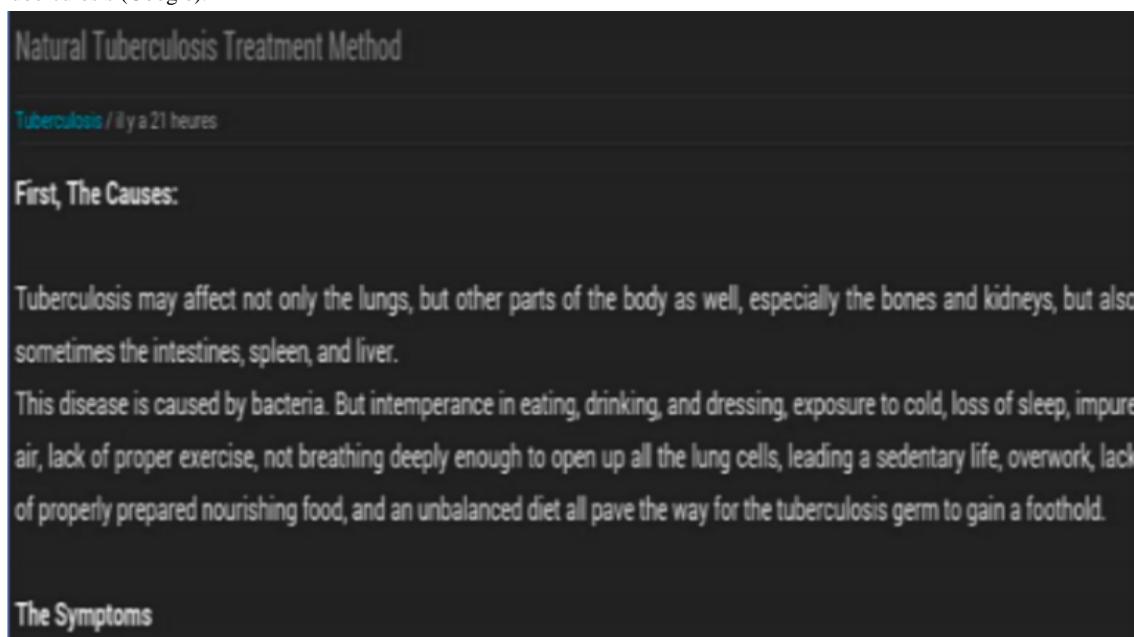 Natural Tuberculosis Treatment Method
Tuberculosis / il y a 21 heures
First, The Causes:
Tuberculosis may affect not only the lungs, but other parts of the body as well, especially the bones and kidneys, but also
sometimes the intestines, spleen, and liver.
This disease is caused by bacteria. But intemperance in eating, drinking, and dressing, exposure to cold, loss of sleep, impure
air, lack of proper exercise, not breathing deeply enough to open up all the lung cells, leading a sedentary life, overwork, lack
of properly prepared nourishing food, and an unbalanced diet all pave the way for the tuberculosis germ to gain a foothold.
The Symptoms